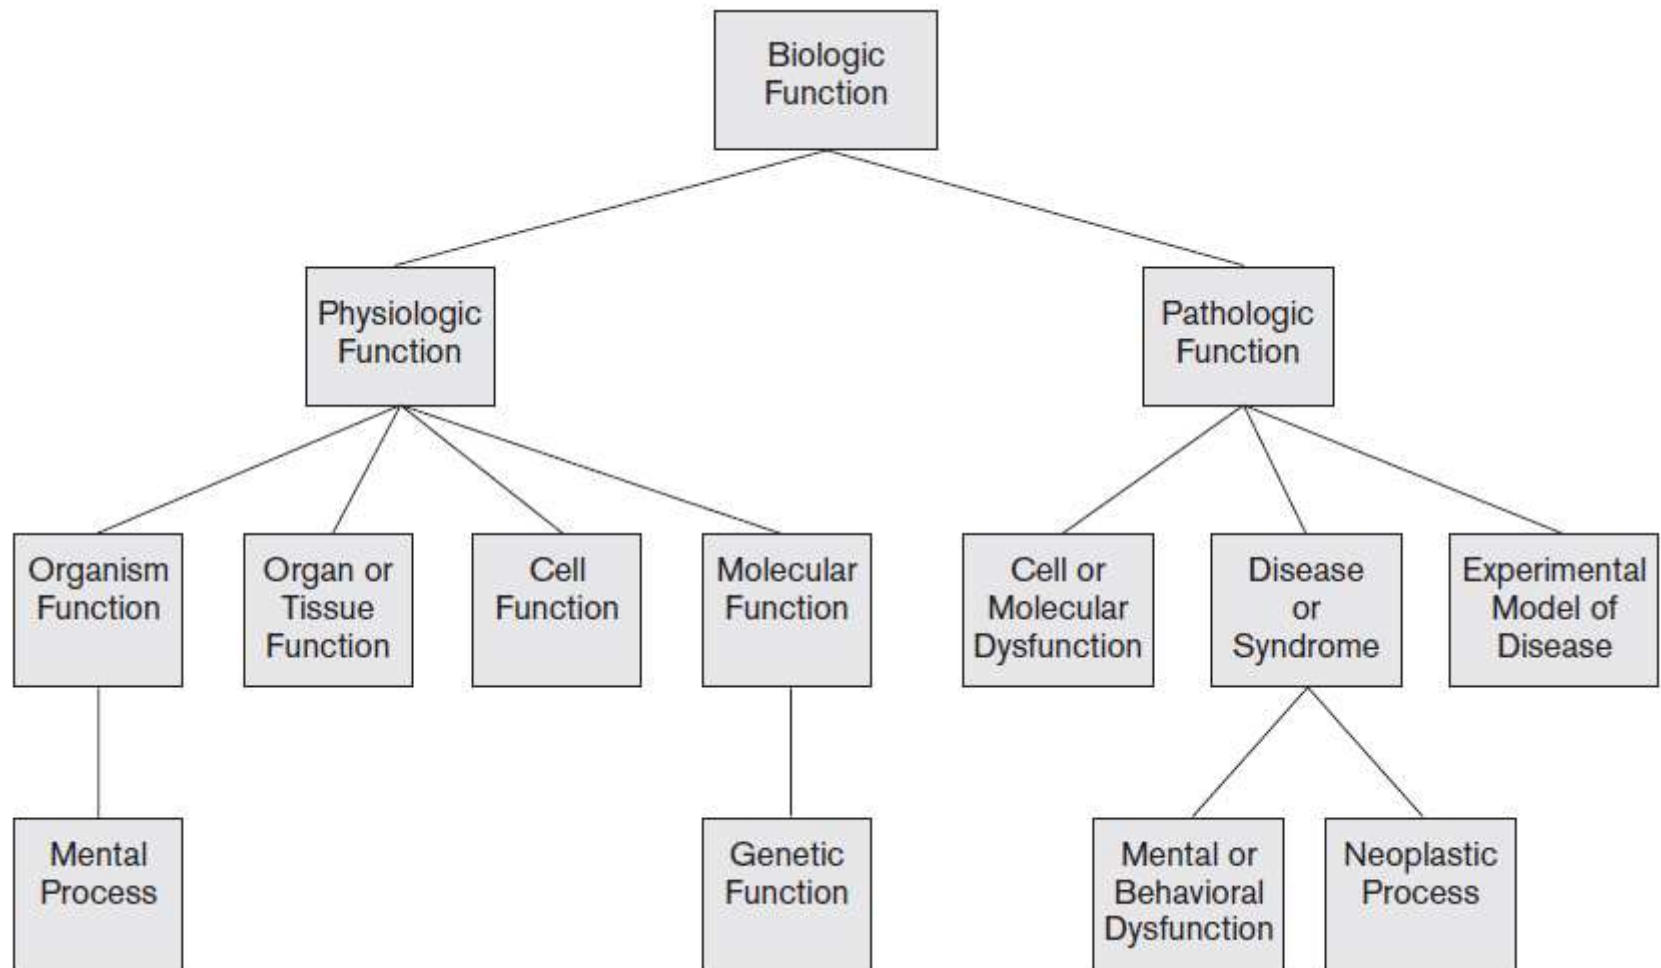 Biologic
Function
Physiologic
Function
Pathologic
Function
Organism
Function
Organ or
Tissue
Function
Cell
Function
Molecular
Function
Cell or
Molecular
Dysfunction
Disease
or
Syndrome
Experimental
Model of
Disease
Mental
Process
Genetic
Function
Mental or
Behavioral
Dysfunction
Neoplastic
Process